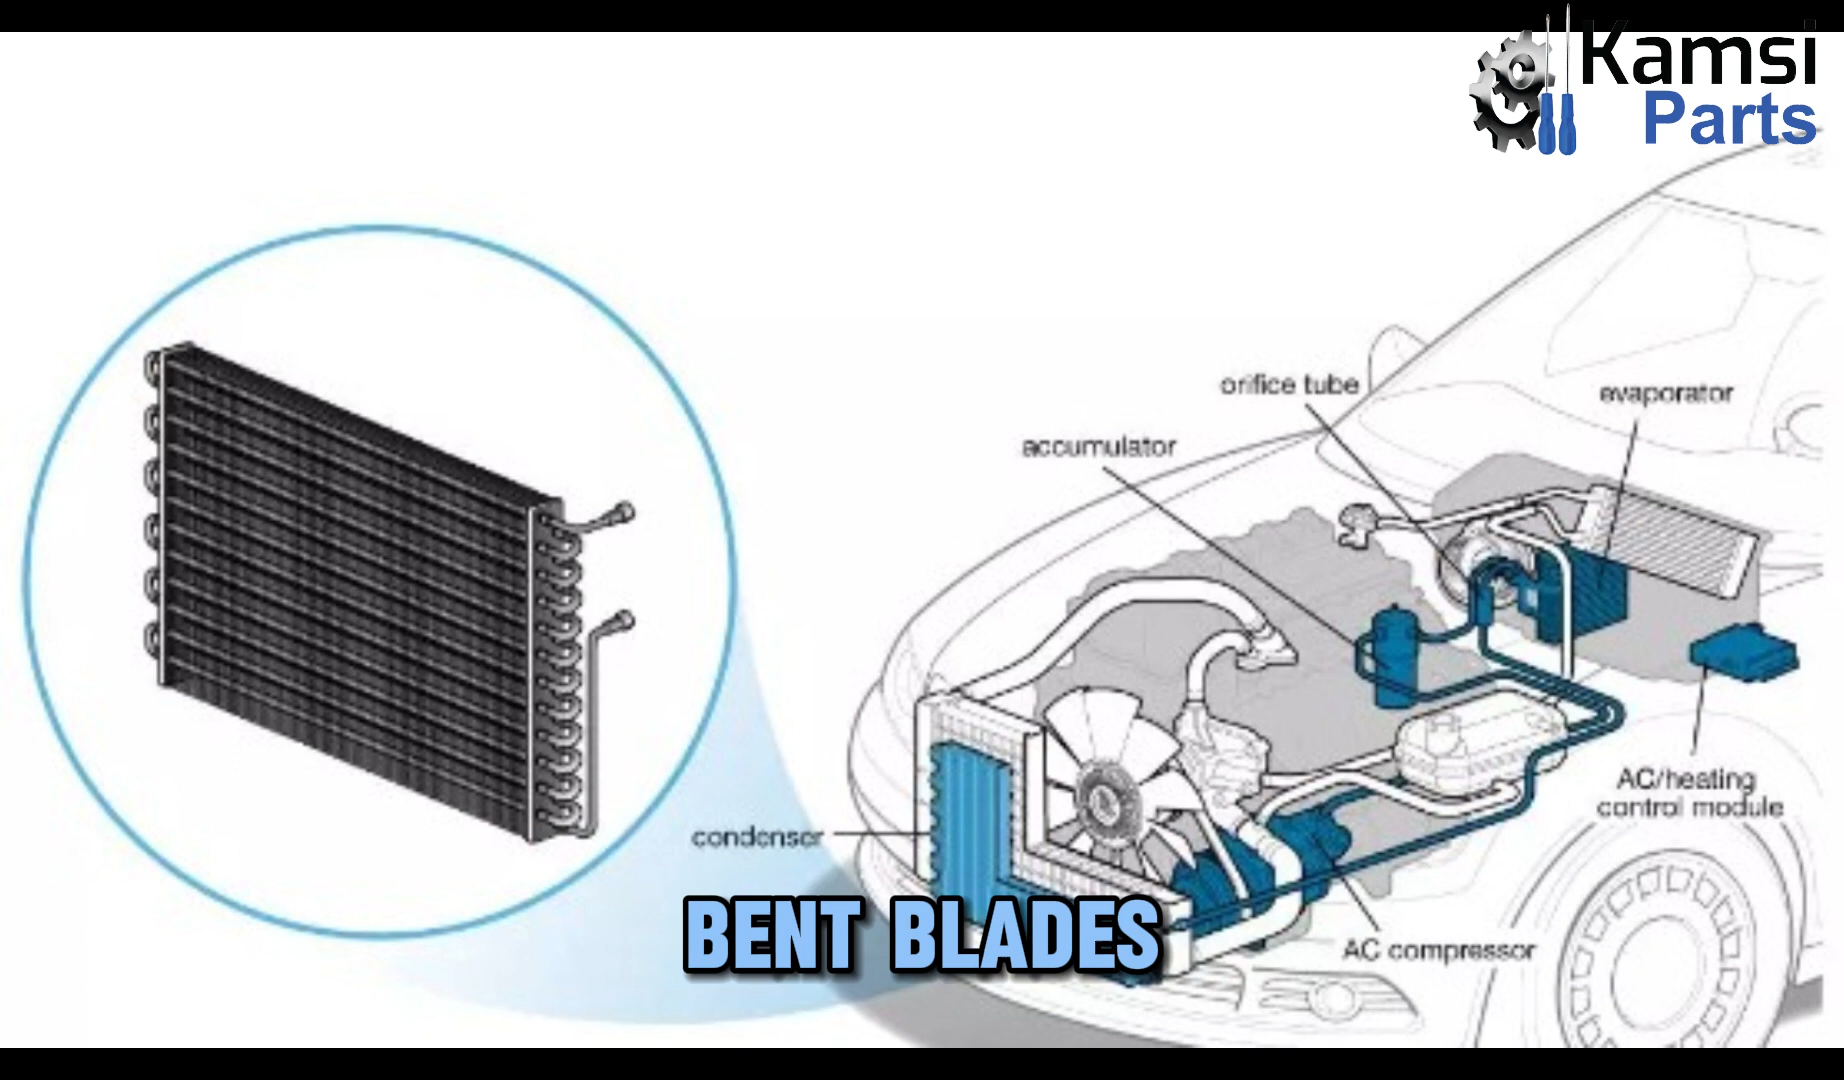 Kamsi
Parts
orifice tube
evaporator
accumulator
AC/heating
control module
condenser
BENT BLADES
AC compressor